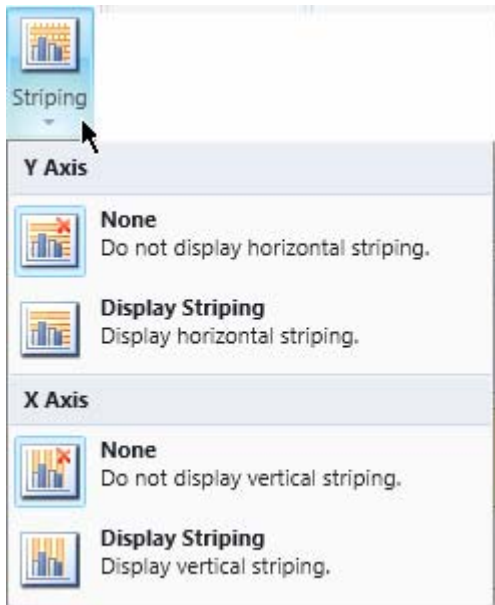 Striping
Y Axis
None
Do not display horizontal striping.
Display Striping
Display horizontal striping.
X Axis
None
Do not display vertical striping.
Display Striping
Display vertical striping.